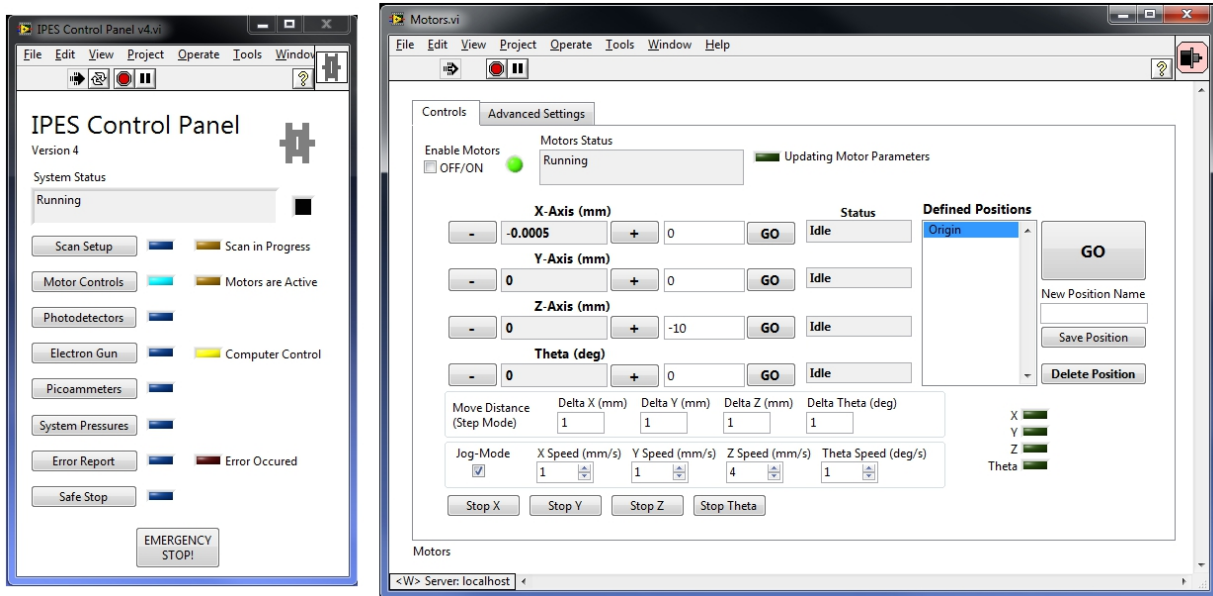 IPES Control Panel v4.vi
File Edit View Project Operate Tools Window
IPES Control Panel
Version 4
System Status
Running
Scan Setup Scan in Progress
Motor Controls Motors are Active
Photodetectors
Electron Gun Computer Control
Picoammeters
System Pressures
Error Report Error Occured
Safe Stop
EMERGENCY
STOP!
Motors.vi
File Edit View Project Operate Tools Window Help
Controls Advanced Settings
Enable Motors
OFF/ON
Motors Status
Running
Updating Motor Parameters
X-Axis (mm) Status Defined Positions
- -0.0005 + 0 GO Idle Origin
GO
Y-Axis (mm)
- 0 + 0 GO Idle
New Position Name
Z-Axis (mm)
- 0 + -10 GO Idle
Save Position
Theta (deg)
- 0 + 0 GO Idle
Delete Position
Move Distance
(Step Mode)
Delta X (mm) Delta Y (mm) Delta Z (mm) Delta Theta (deg)
1 1 1 1
X
Y
Z
Theta
Jog-Mode X Speed (mm/s) Y Speed (mm/s) Z Speed (mm/s) Theta Speed (deg/s)
1 1 4 1
Stop X Stop Y Stop Z Stop Theta
Motors
<W> Server: localhost